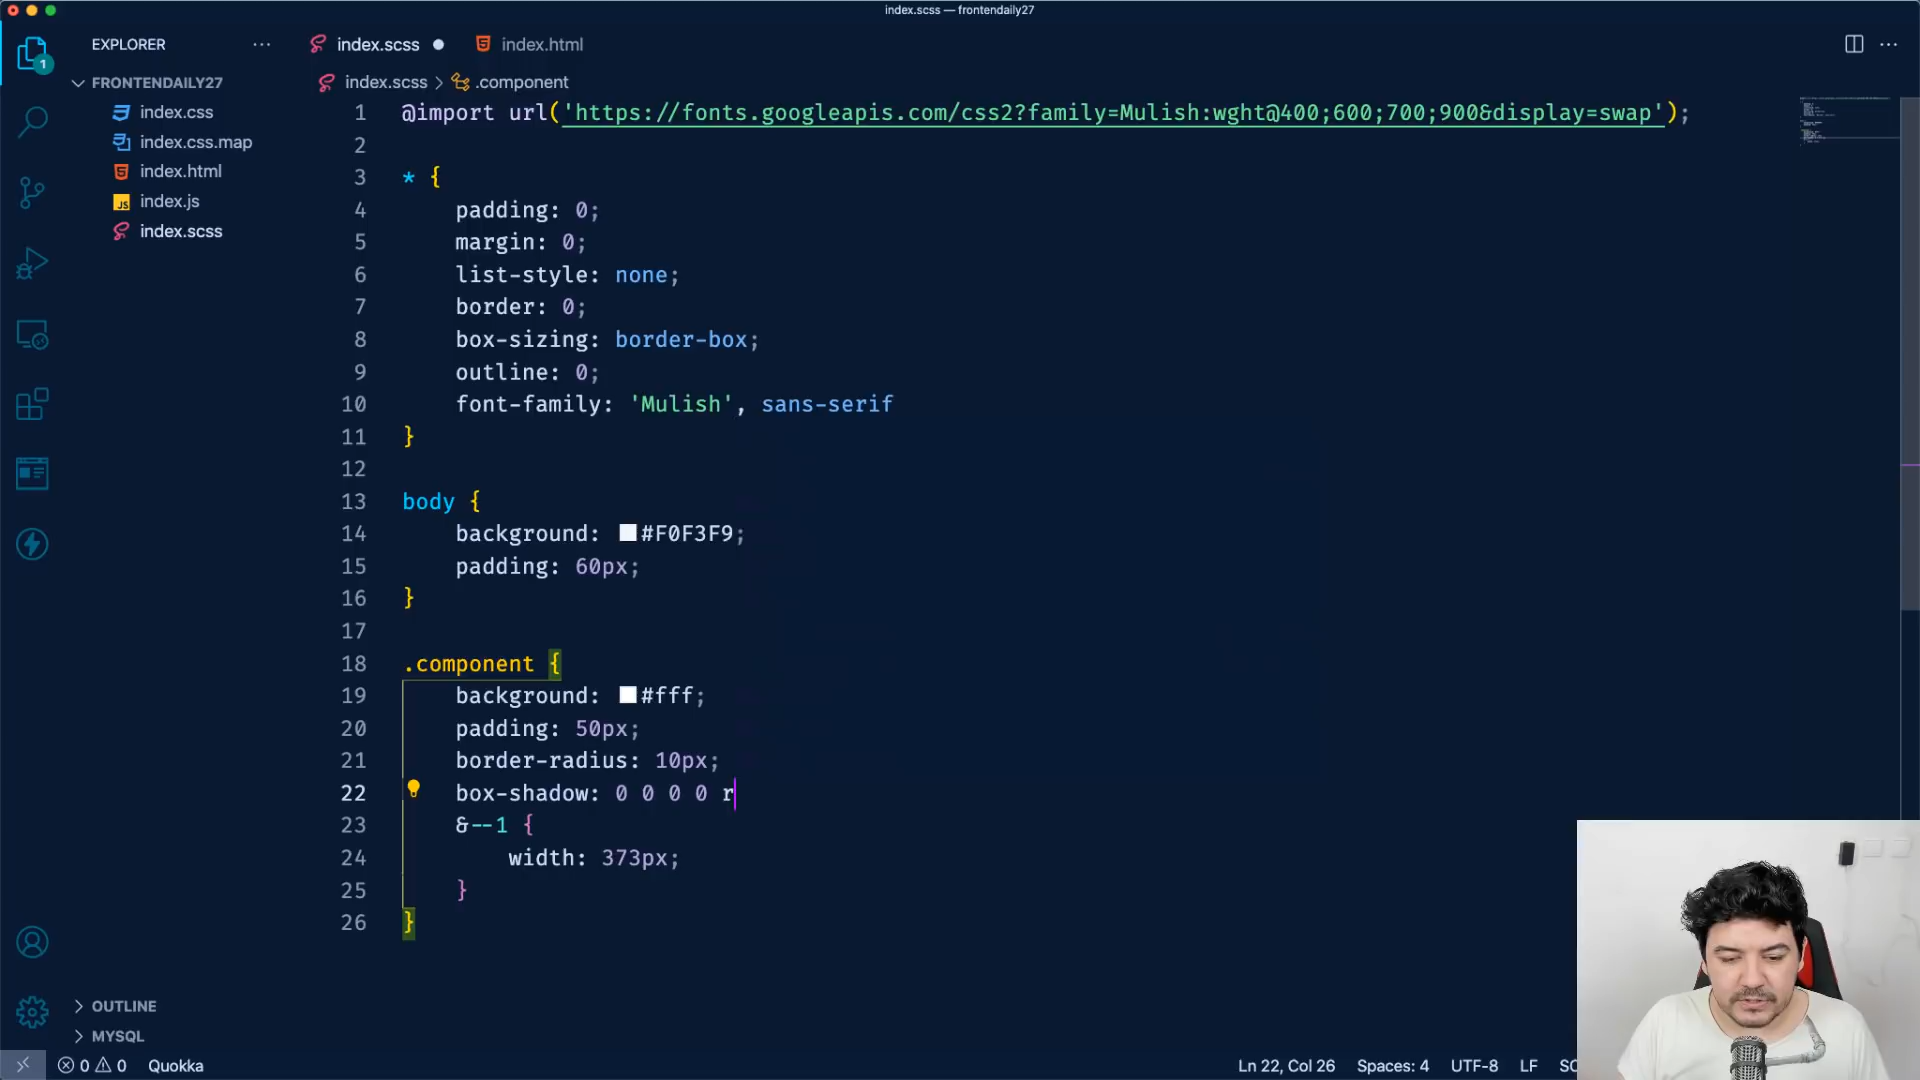 index.scss — frontendaily27
EXPLORER
index.scss
index.html
FRONTENDAILY27
index.scss
.component
index.css
index.css.map
index.html
index.js
index.scss
1
1 @import url('https://fonts.googleapis.com/css2?family=Mulish:wght@400;600;700;900&display=swap');
2
3 * {
4 padding: 0;
5 margin: 0;
6 list-style: none;
7 border: 0;
8 box-sizing: border-box;
9 outline: 0;
10 font-family: 'Mulish', sans-serif
11 }
12
13 body {
14 background: #F0F3F9;
15 padding: 60px;
16 }
17
18 .component {
19 background: #fff;
20 padding: 50px;
21 border-radius: 10px;
22 box-shadow: 0 0 0 0 r
23 &--1 {
24 width: 373px;
25 }
26 }
OUTLINE
MYSQL
0 0 Quokka
Ln 22, Col 26 Spaces: 4 UTF-8 LF SC